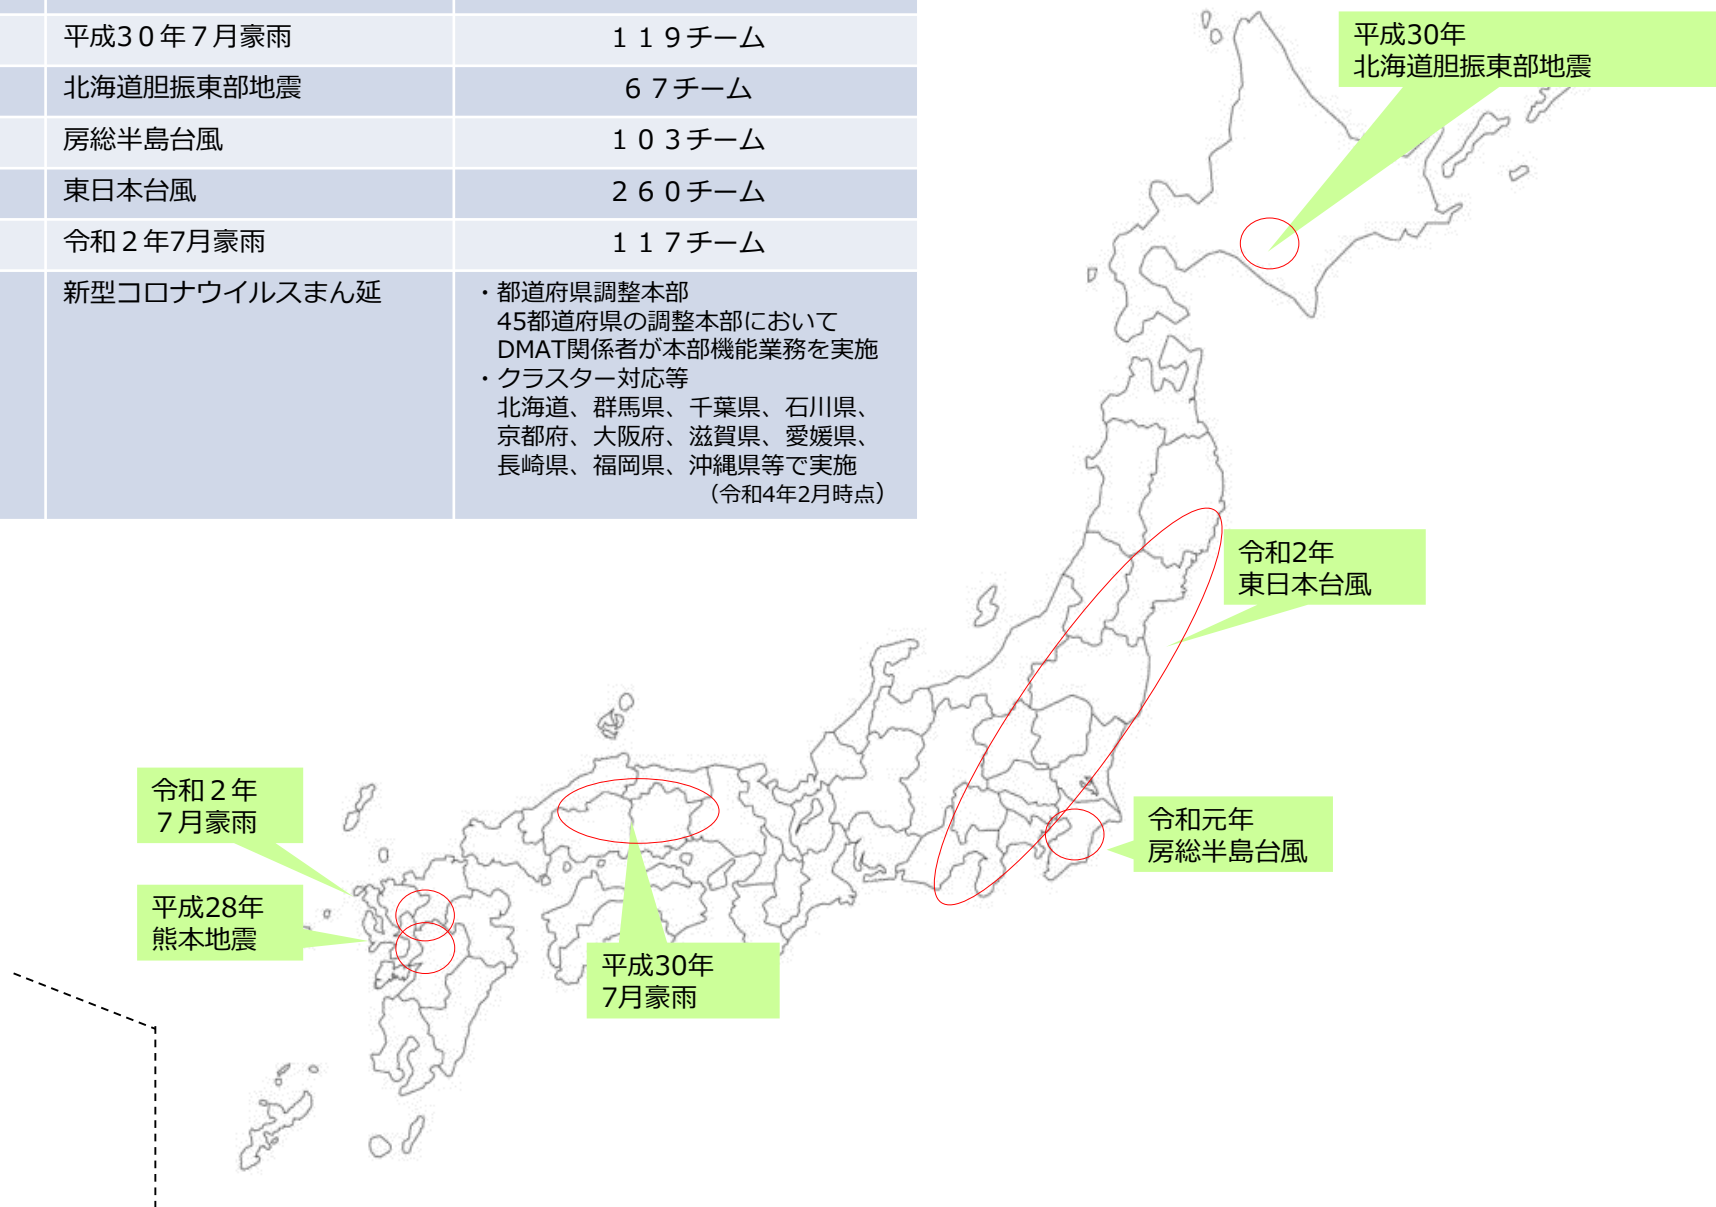 平成3０年７月豪雨 １１９チーム
北海道胆振東部地震 ６７チーム
房総半島台風 １０３チーム
東日本台風 ２６０チーム
令和２年7月豪雨 １１７チーム
新型コロナウイルスまん延
・都道府県調整本部
45都道府県の調整本部において
DMAT関係者が本部機能業務を実施
・クラスター対応等
北海道、群馬県、千葉県、石川県、
京都府、大阪府、滋賀県、愛媛県、
長崎県、福岡県、沖縄県等で実施
（令和4年2月時点）
平成30年
北海道胆振東部地震
令和2年
東日本台風
令和元年
房総半島台風
令和２年
７月豪雨
平成28年
熊本地震
平成30年
7月豪雨